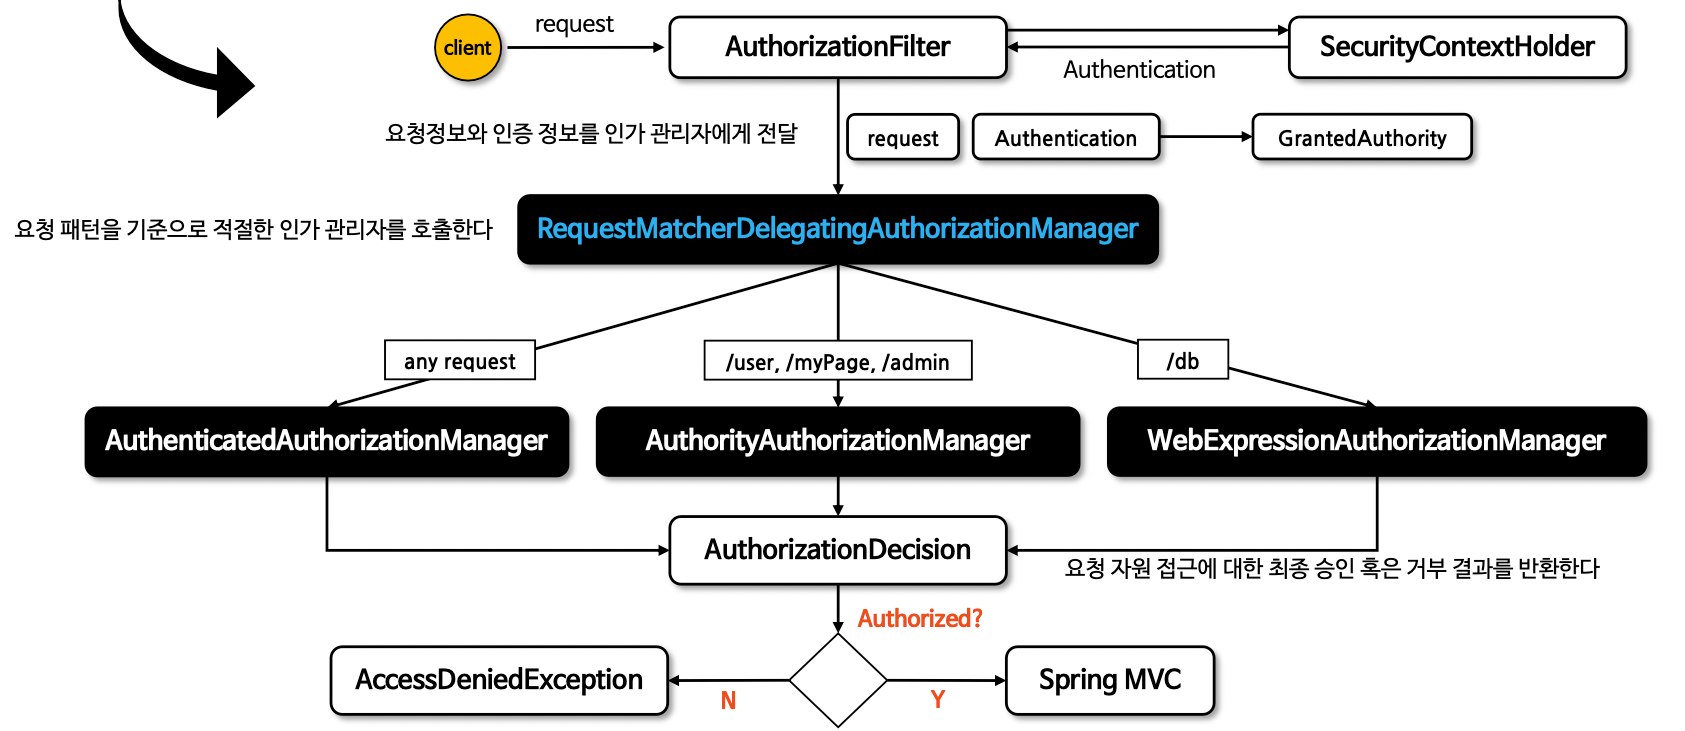 client
request
AuthorizationFilter
SecurityContextHolder
Authentication
요청정보와 인증 정보를 인가 관리자에게 전달
request
Authentication
GrantedAuthority
요청 패턴을 기준으로 적절한 인가 관리자를 호출한다
RequestMatcherDelegatingAuthorizationManager
any request
/user, /myPage, /admin
/db
AuthenticatedAuthorizationManager
AuthorityAuthorizationManager
WebExpressionAuthorizationManager
AuthorizationDecision
요청 자원 접근에 대한 최종 승인 혹은 거부 결과를 반환한다
Authorized?
AccessDeniedException
N
Y
Spring MVC